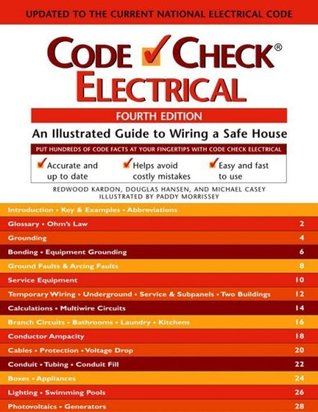 UPDATED TO THE CURRENT NATIONAL ELECTRICAL CODE
CODE CHECK®
ELECTRICAL
FOURTH EDITION
An Illustrated Guide to Wiring a Safe House
PUT HUNDREDS OF CODE FACTS AT YOUR FINGERTIPS WITH CODE CHECK ELECTRICAL
Accurate and up to date
Helps avoid costly mistakes
Easy and fast to use
REDWOOD KARDON, DOUGLAS HANSEN, AND MICHAEL CASEY
ILLUSTRATED BY PADDY MORRISSEY
Introduction • Key & Examples • Abbreviations
Glossary • Ohm's Law 2
Grounding 4
Bonding • Equipment Grounding 6
Ground Faults & Arcing Faults 8
Service Equipment 10
Temporary Wiring • Underground • Service & Subpanels • Two Buildings 12
Calculations • Multiwire Circuits 14
Branch Circuits • Bathrooms • Laundry • Kitchens 16
Conductor Ampacity 18
Cables • Protection • Voltage Drop 20
Conduit • Tubing • Conduit Fill 22
Boxes • Appliances 24
Lighting • Swimming Pools 26
Photovoltaics • Generators 28